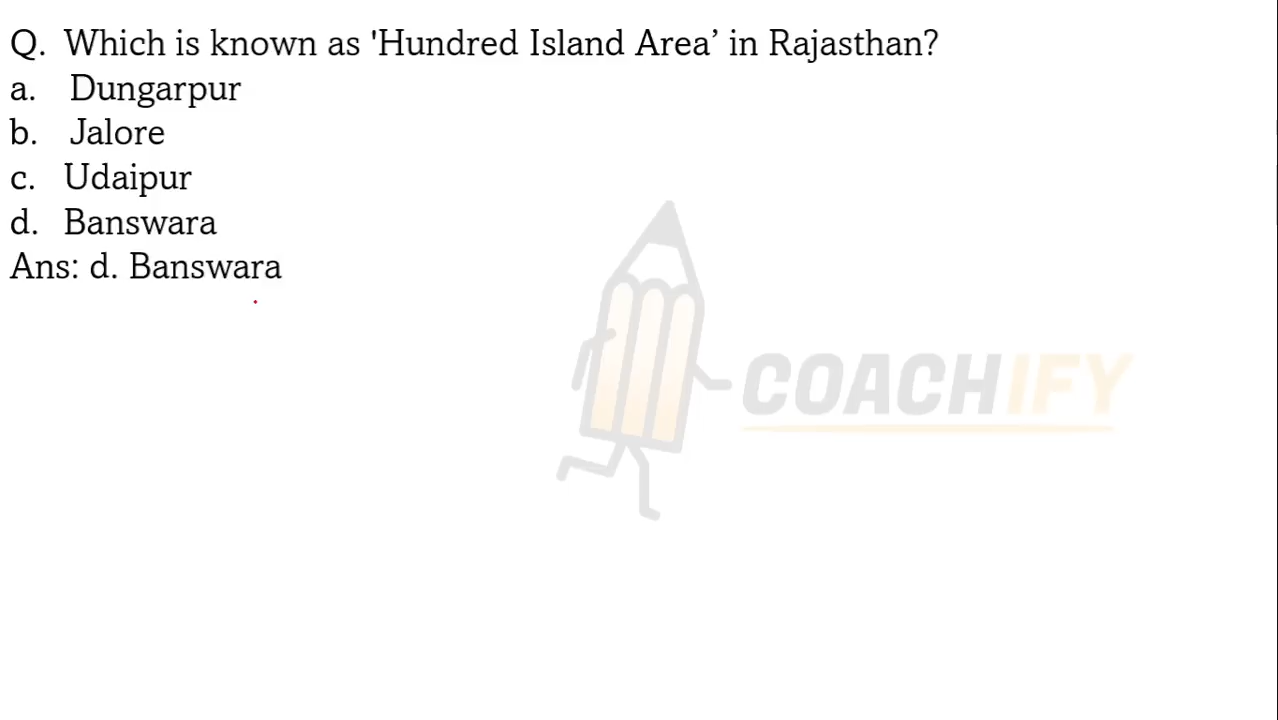 Q. Which is known as 'Hundred Island Area’ in Rajasthan?
a. Dungarpur
b. Jalore
c. Udaipur
d. Banswara
Ans: d. Banswara
COACHIFY